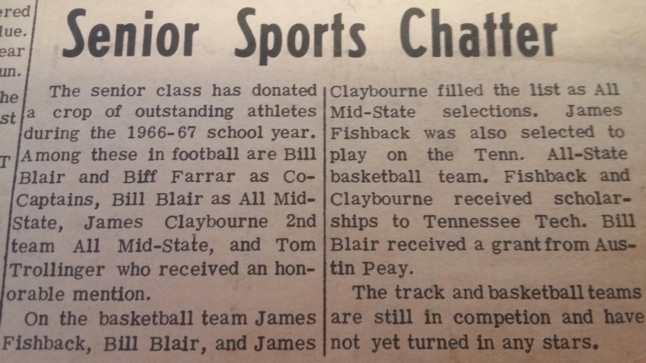 ered
lue.
ear
un.
he
st
T
Senior Sports Chatter
The senior class has donated
a crop of outstanding athletes
during the 1966-67 school year.
Among these in football are Bill
Blair and Biff Farrar as Co-
Captains, Bill Blair as All Mid-
State, James Claybourne 2nd
team All Mid-State, and Tom
Trollinger who received an hon-
orable mention.
On the basketball team James
Fishback, Bill Blair, and James
Claybourne filled the list as All
Mid-State selections. James
Fishback was also selected to
play on the Tenn. All-State
basketball team. Fishback and
Claybourne received scholar-
ships to Tennessee Tech. Bill
Blair received a grant from Aus-
tin Peay.
The track and basketball teams
are still in competion and have
not yet turned in any stars.